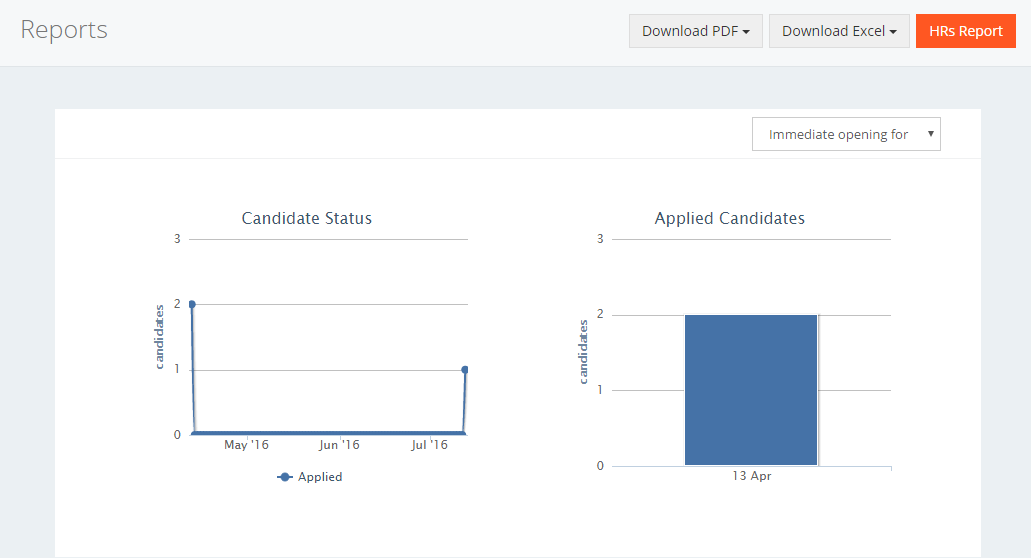 Reports
Download PDF
Download Excel
HRs Report
Immediate opening for
Candidate Status
3
2
1
0
candidates
May '16
Jun '16
Jul '16
Applied
Applied Candidates
3
2
1
0
candidates
13 Apr